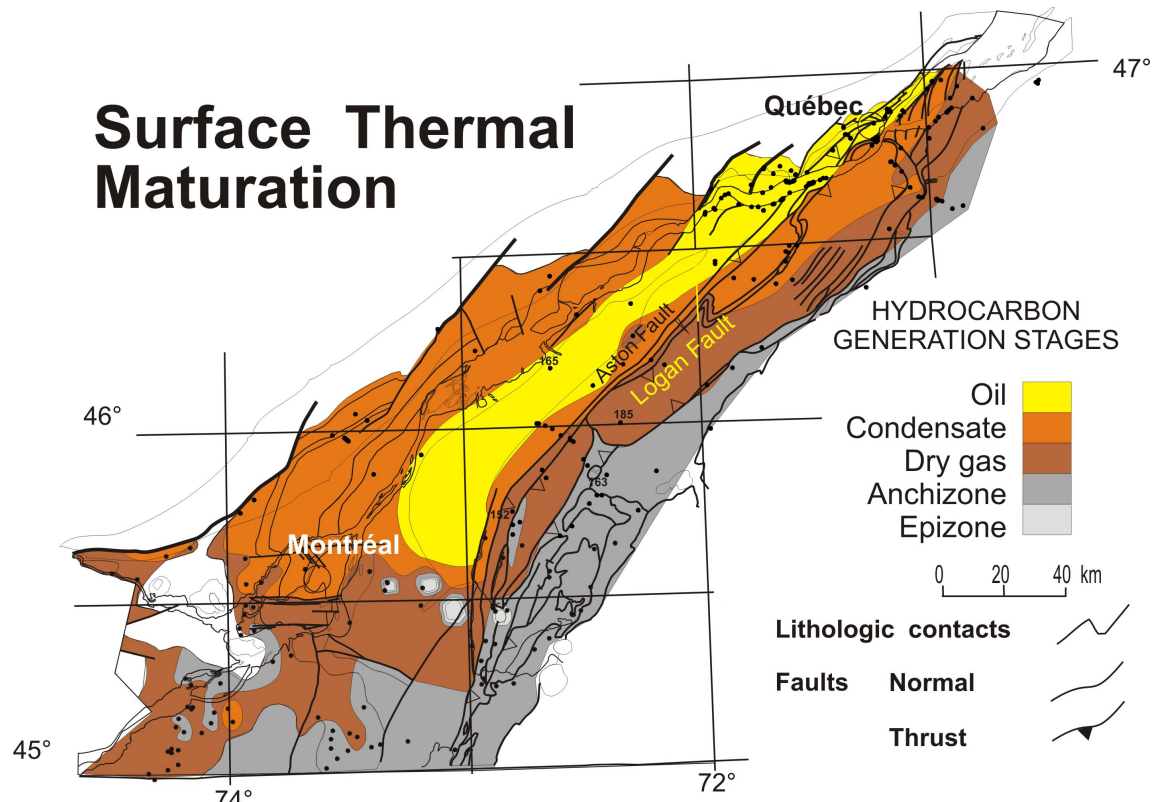 Surface Thermal
Maturation
Québec
47°
HYDROCARBON
GENERATION STAGES
Aston Fault
Logan Fault
165
46°
185
Oil
Condensate
Dry gas
Anchizone
Epizone
63
152
Montréal
0 20 40 km
Lithologic contacts
Faults Normal
Thrust
45°
74°
72°